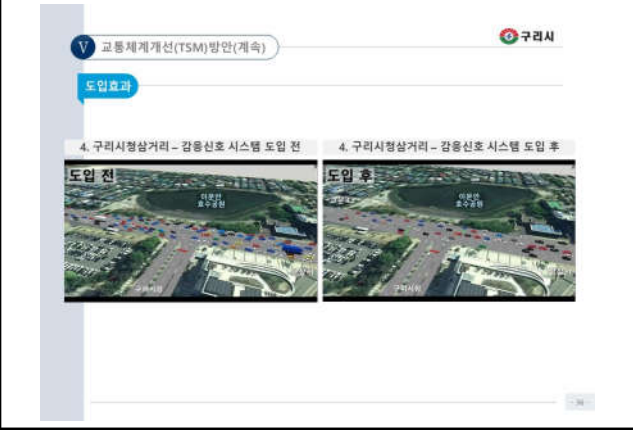 V 교통체계개선(TSM)방안(계속)
구리시
도입효과
4. 구리시청삼거리 – 감응신호 시스템 도입 전
4. 구리시청삼거리 – 감응신호 시스템 도입 후
도입 전
이문안
호수공원
구리시청
도입 후
이문안
호수공원
구리시청